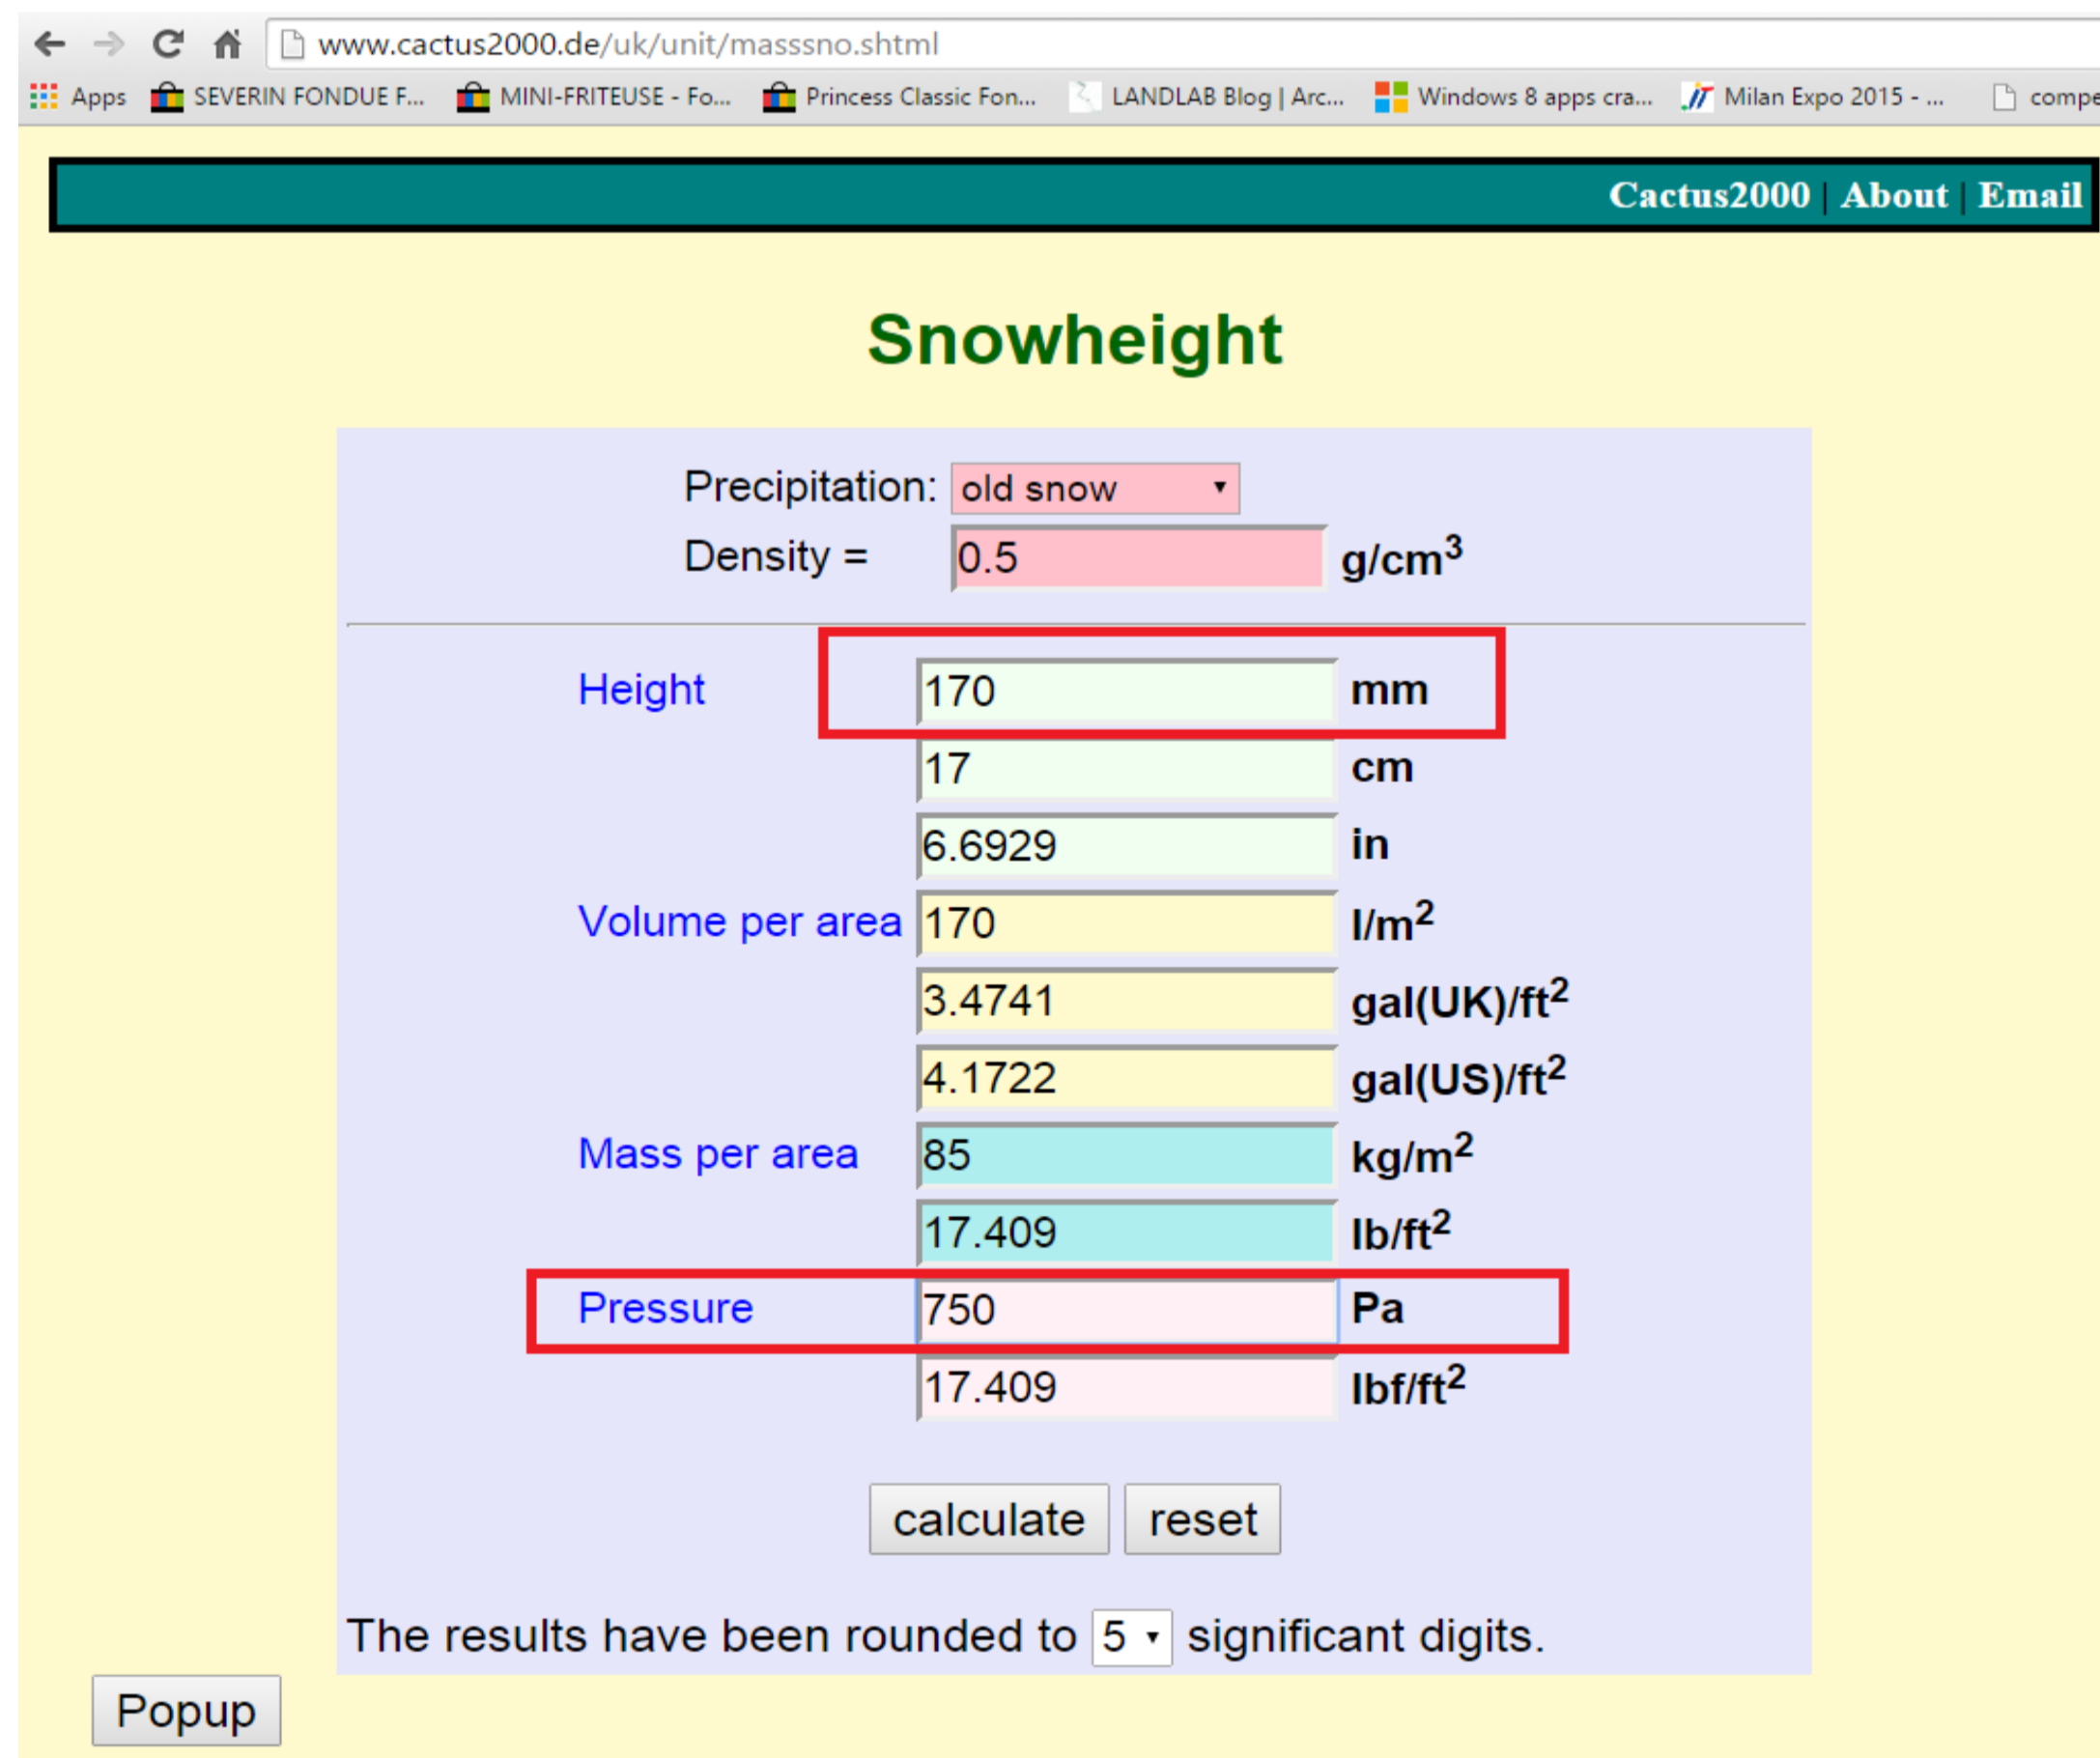 www.cactus2000.de/uk/unit/masssno.shtml
Apps SEVERIN FONDUE F... MINI-FRITEUSE - Fo... Princess Classic Fon... LANDLAB Blog | Arc... Windows 8 apps cra... Milan Expo 2015 - ... compe
Cactus2000 | About | Email
Snowheight
Precipitation: old snow
Density = 0.5 g/cm³
Height 170 mm
17 cm
6.6929 in
Volume per area 170 l/m²
3.4741 gal(UK)/ft²
4.1722 gal(US)/ft²
Mass per area 85 kg/m²
17.409 lb/ft²
Pressure 750 Pa
17.409 lbf/ft²
calculate reset
The results have been rounded to 5 significant digits.
Popup